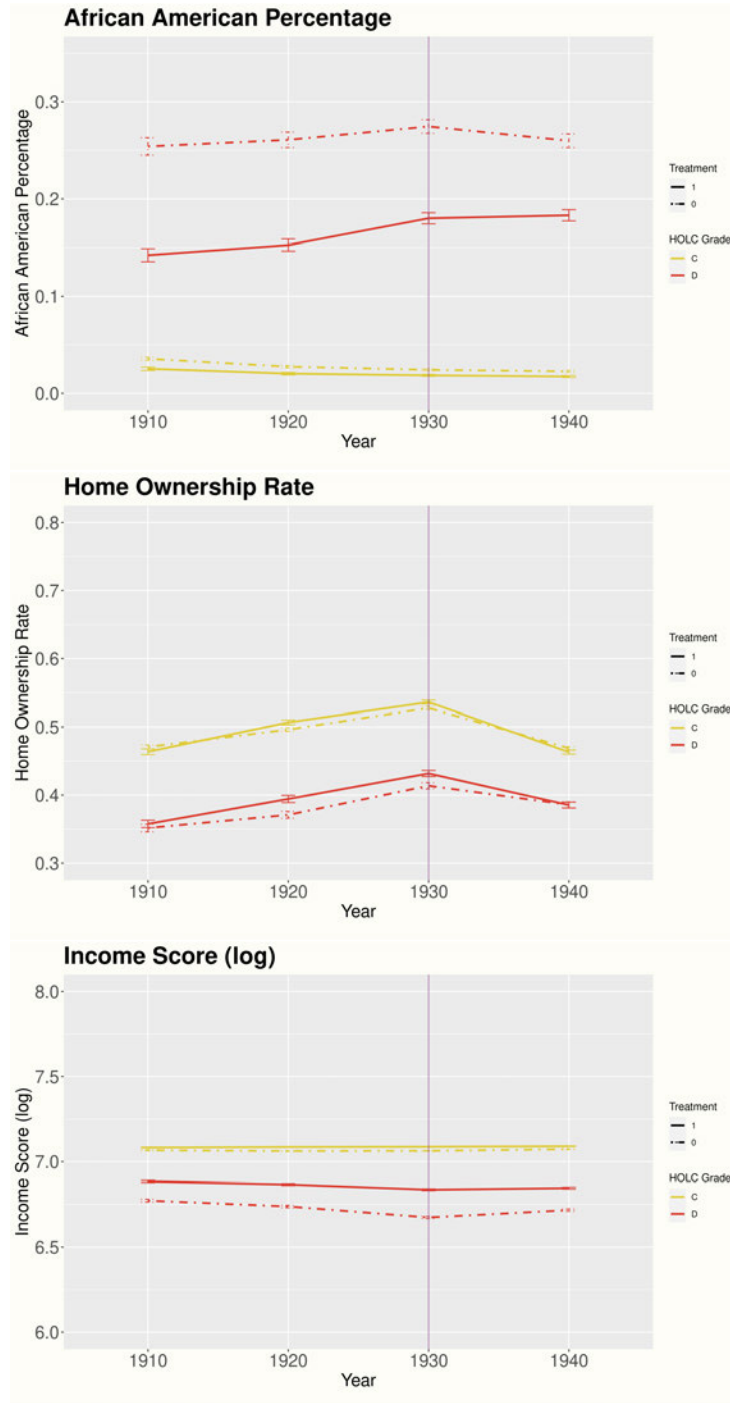 African American Percentage
African American Percentage
0.3
0.2
0.1
0.0
1910 1920 1930 1940
Year
Treatment
1
0
HOLC Grade
C
D
Home Ownership Rate
Home Ownership Rate
0.8
0.7
0.6
0.5
0.4
0.3
1910 1920 1930 1940
Year
Treatment
1
0
HOLC Grade
C
D
Income Score (log)
Income Score (log)
8.0
7.5
7.0
6.5
6.0
1910 1920 1930 1940
Year
Treatment
1
0
HOLC Grade
C
D